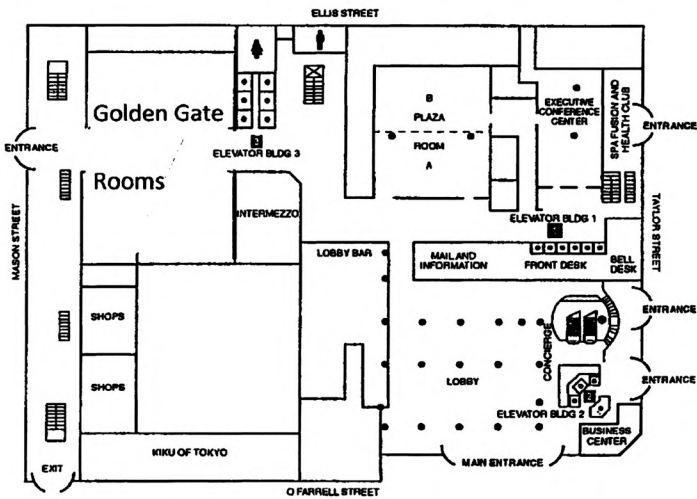 ELLIS STREET
Golden Gate
Rooms
B
PLAZA
ROOM
A
EXECUTIVE
CONFERENCE
CENTER
SPA FUSION AND
HEALTH CLUB
ENTRANCE
ENTRANCE
ELEVATOR BLDG 3
MASON STREET
INTERMEZZO
ELEVATOR BLDG 1
TAYLOR STREET
LOBBY BAR
MAIL AND
INFORMATION
FRONT DESK
BELL
DESK
SHOPS
ENTRANCE
CONCIERGE
SHOPS
LOBBY
ENTRANCE
ELEVATOR BLDG 2
BUSINESS
CENTER
KIKU OF TOKYO
MAIN ENTRANCE
EXIT
O FARRELL STREET